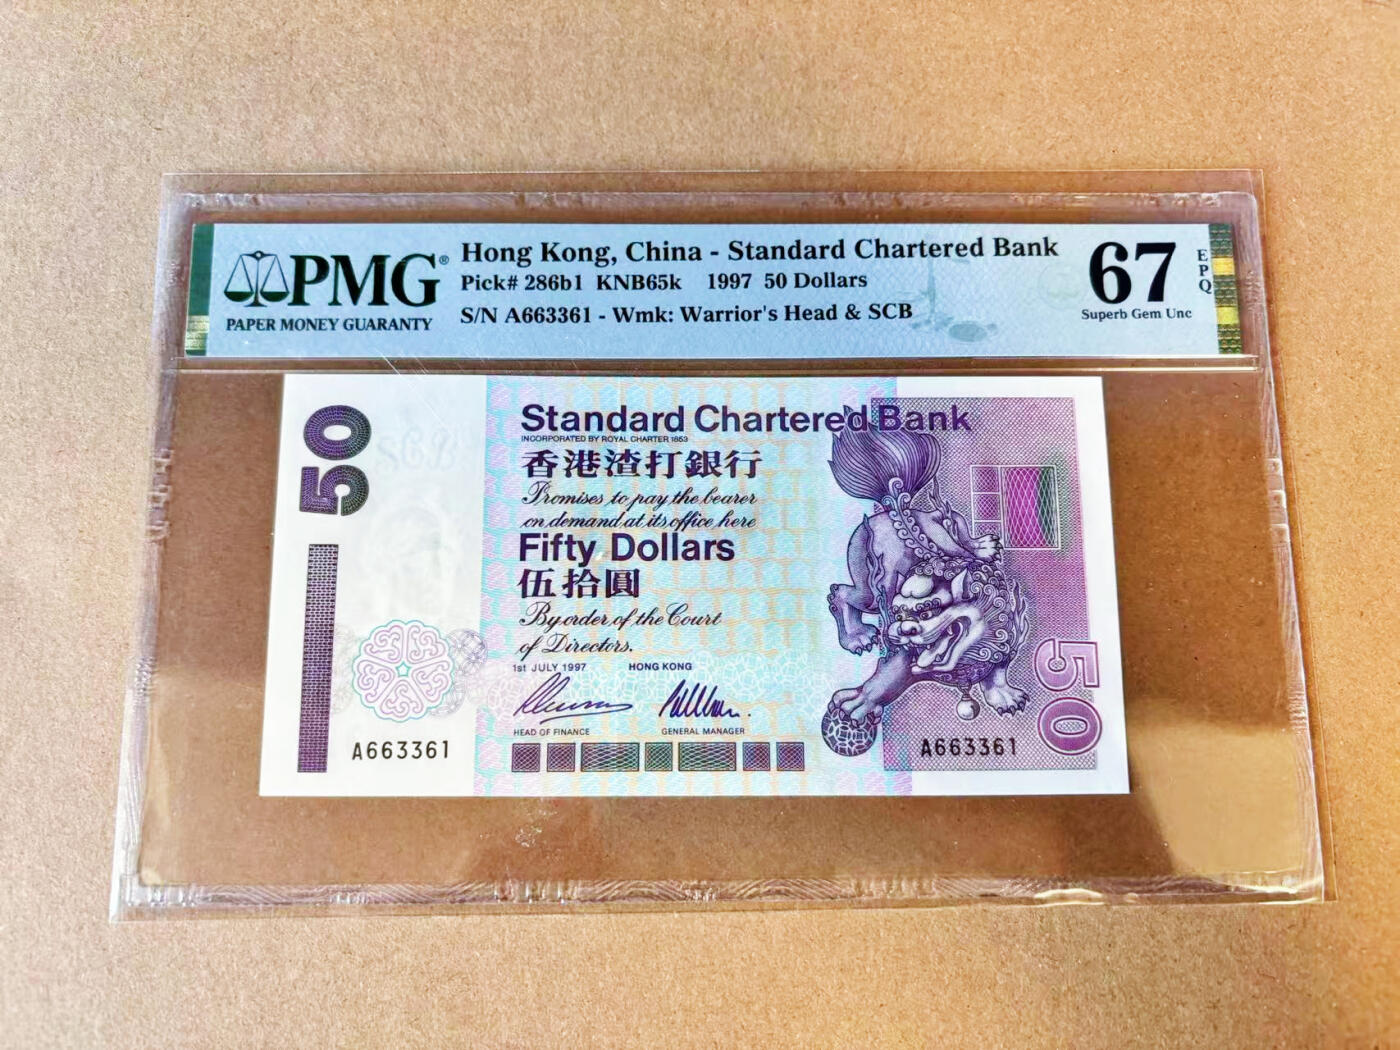 PMG®
PAPER MONEY GUARANTY
Hong Kong, China - Standard Chartered Bank
Pick# 286b1 KNB65k 1997 50 Dollars
S/N A663361 - Wmk: Warrior's Head & SCB
67
EPQ
Superb Gem Unc
50
Standard Chartered Bank
INCORPORATED BY ROYAL CHARTER 1853
香港渣打銀行
Promises to pay the bearer
on demand at its office here
Fifty Dollars
伍拾圓
By order of the Court
of Directors.
1st JULY 1997 HONG KONG
HEAD OF FINANCE GENERAL MANAGER
A663361
A663361
50